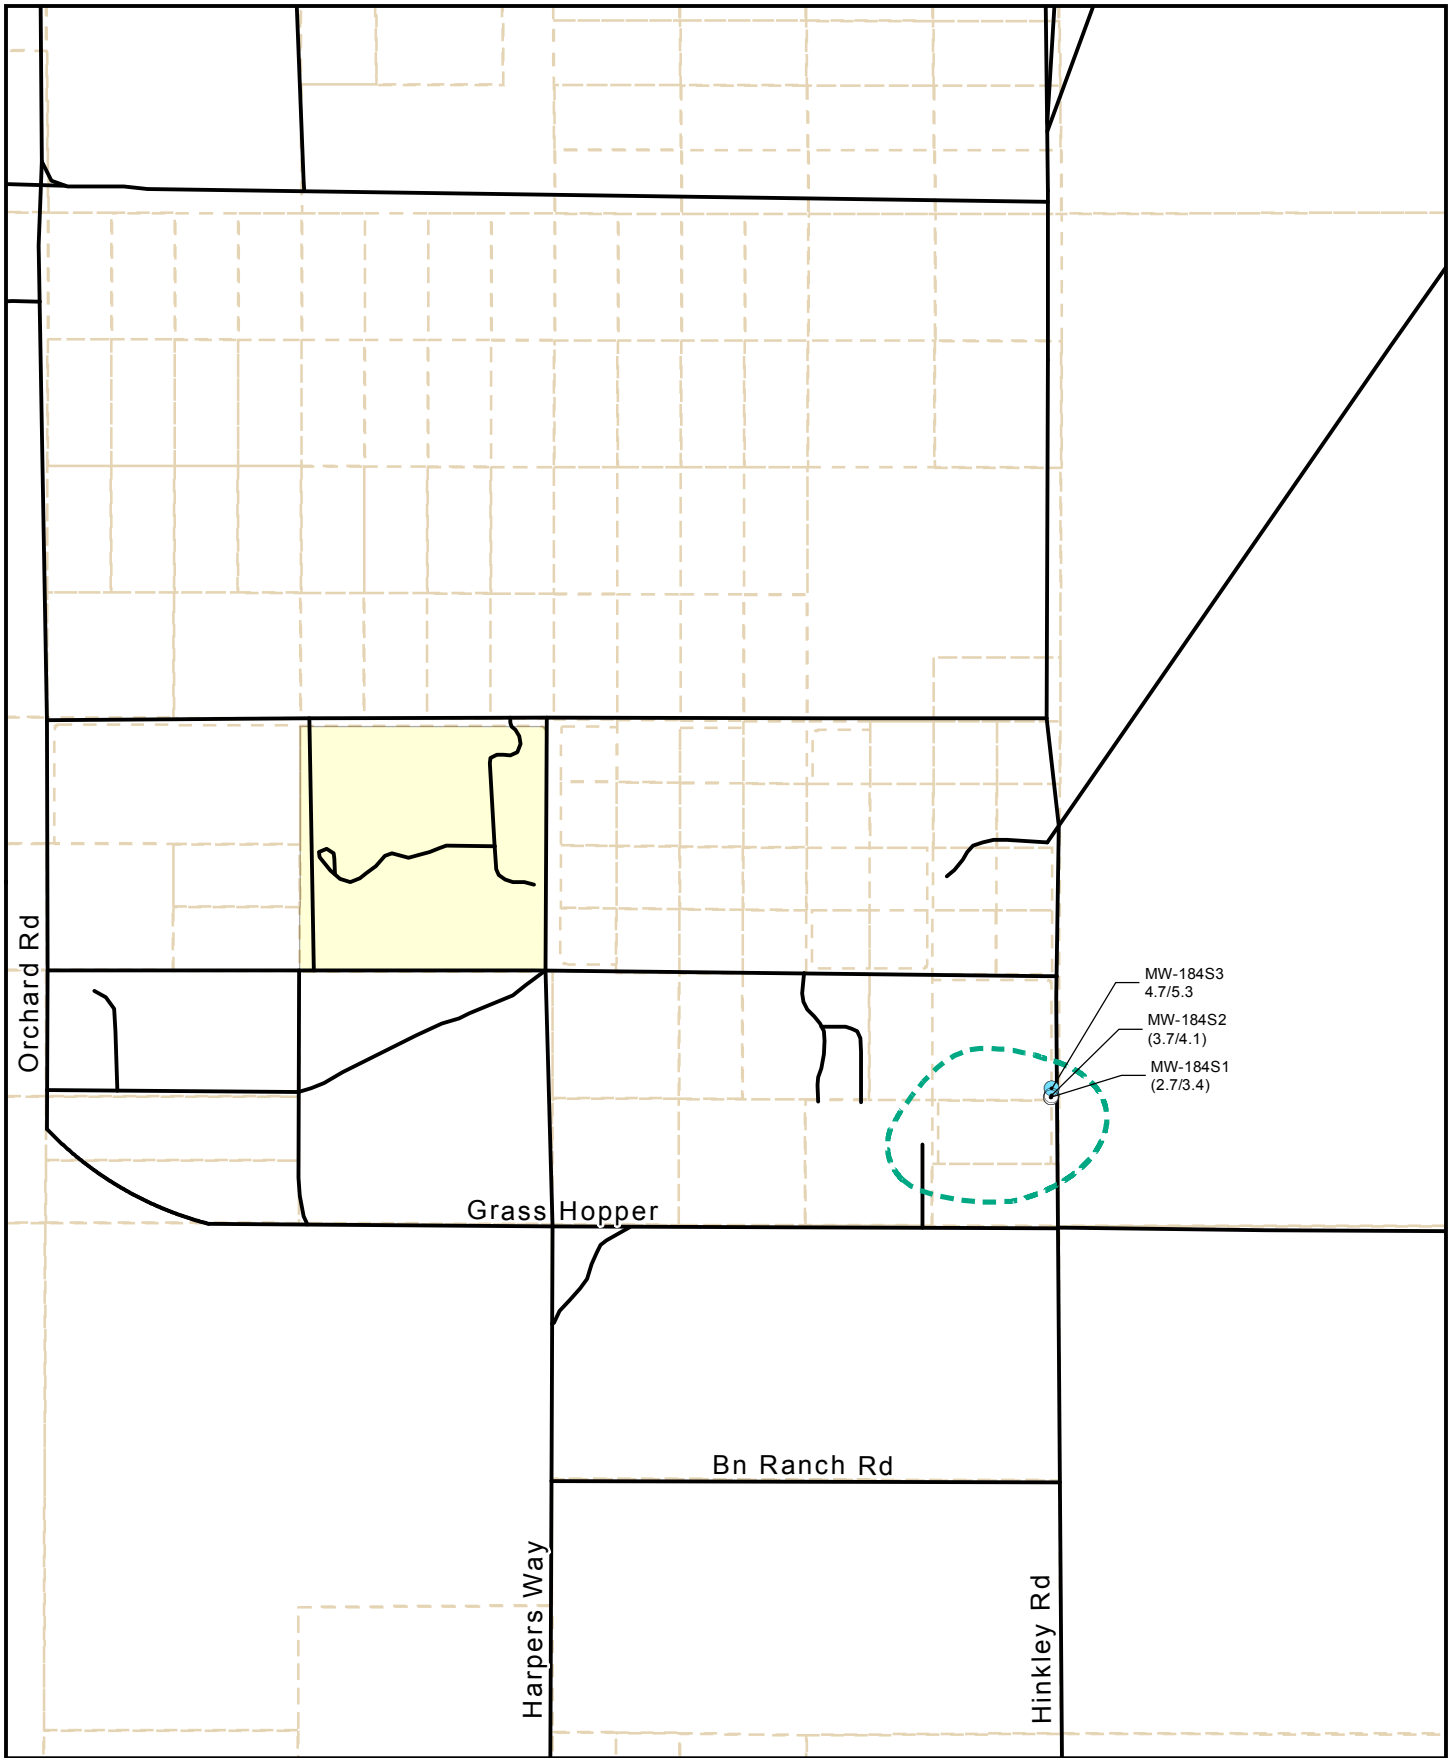 Orchard Rd
MW-184S3
4.7/5.3
MW-184S2
(3.7/4.1)
MW-184S1
(2.7/3.4)
Grass Hopper
Bn Ranch Rd
Harpers Way
Hinkley Rd